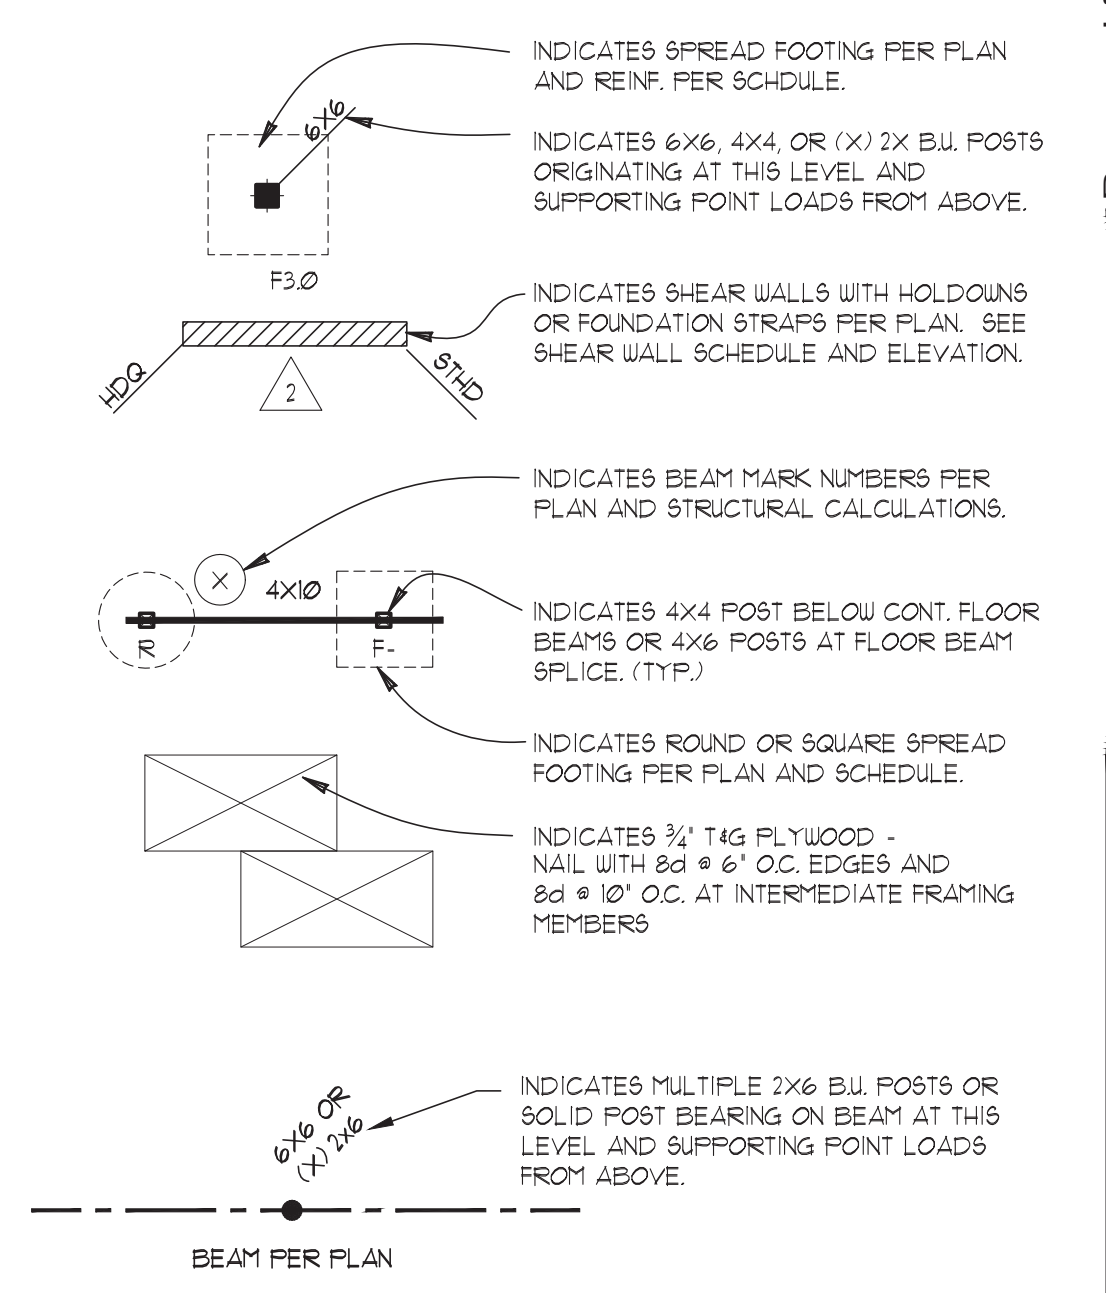 INDICATES SPREAD FOOTING PER PLAN
AND REINF. PER SCHDULE.
6X6
INDICATES 6X6, 4X4, OR (X) 2X B.U. POSTS
ORIGINATING AT THIS LEVEL AND
SUPPORTING POINT LOADS FROM ABOVE.
F3.0
INDICATES SHEAR WALLS WITH HOLDOWNS
OR FOUNDATION STRAPS PER PLAN. SEE
SHEAR WALL SCHEDULE AND ELEVATION.
HDQ
2
STHD
INDICATES BEAM MARK NUMBERS PER
PLAN AND STRUCTURAL CALCULATIONS.
X
4X10
R
F-
INDICATES 4X4 POST BELOW CONT. FLOOR
BEAMS OR 4X6 POSTS AT FLOOR BEAM
SPLICE. (TYP.)
INDICATES ROUND OR SQUARE SPREAD
FOOTING PER PLAN AND SCHEDULE.
INDICATES ¾" T&G PLYWOOD -
NAIL WITH 8d @ 6" O.C. EDGES AND
8d @ 10" O.C. AT INTERMEDIATE FRAMING
MEMBERS
6X6 OR
(X) 2x6
INDICATES MULTIPLE 2X6 B.U. POSTS OR
SOLID POST BEARING ON BEAM AT THIS
LEVEL AND SUPPORTING POINT LOADS
FROM ABOVE.
BEAM PER PLAN